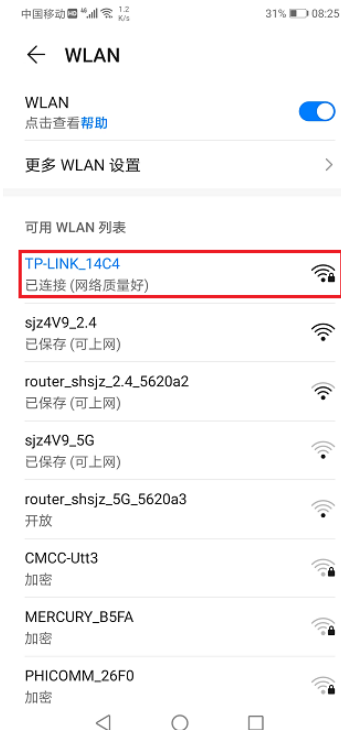 中国移动 HD 4G 1.2 K/s 31% 08:25
WLAN
WLAN
点击查看帮助
更多 WLAN 设置
可用 WLAN 列表
TP-LINK_14C4
已连接 (网络质量好)
sjz4V9_2.4
已保存 (可上网)
router_shsjz_2.4_5620a2
已保存 (可上网)
sjz4V9_5G
已保存 (可上网)
router_shsjz_5G_5620a3
开放
CMCC-Utt3
加密
MERCURY_B5FA
加密
PHICOMM_26F0
加密